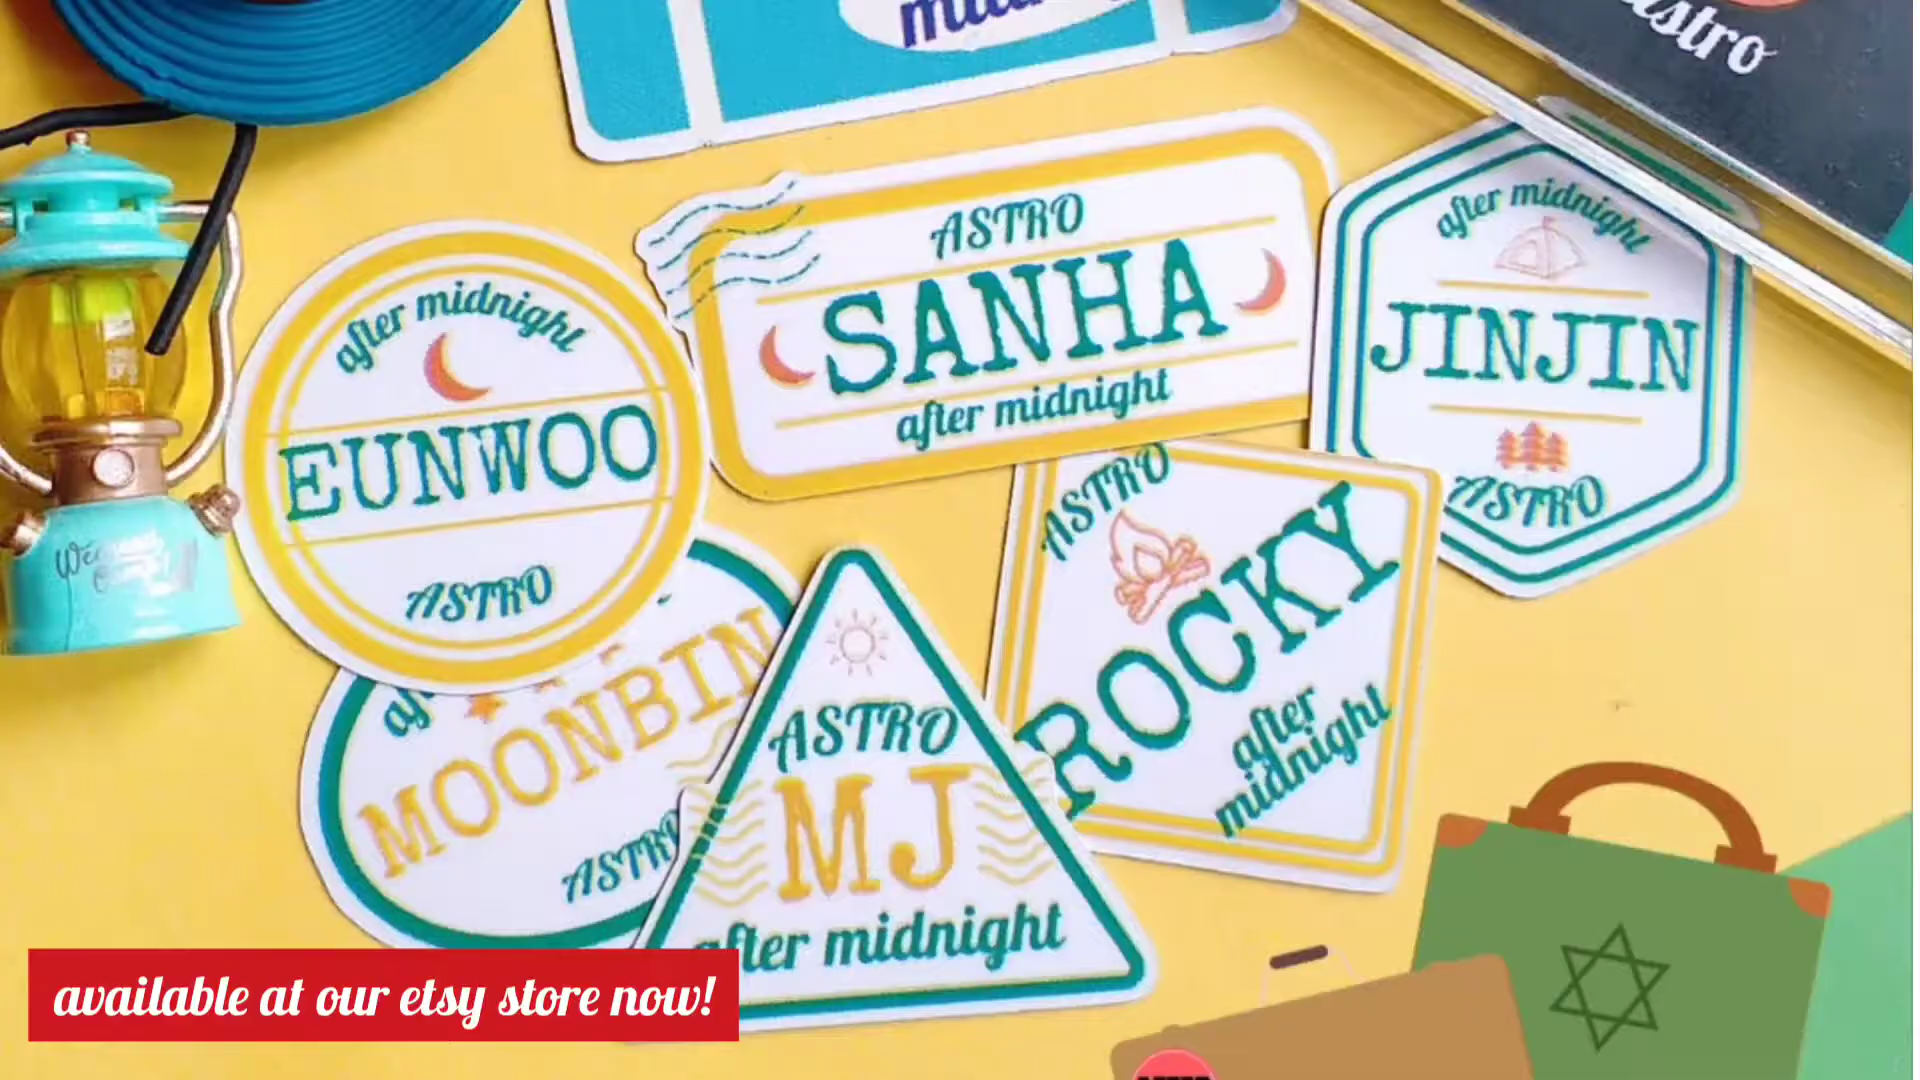 astro
ASTRO
SANHA
after midnight
after midnight
JINJIN
ASTRO
after midnight
EUNWOO
ASTRO
ASTRO
ROCKY
after
midnight
MOONBIN
ASTRO
ASTRO
MJ
after midnight
available at our etsy store now!